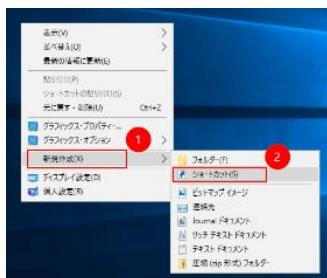 表示(V)
並べ替え(O)
最新の情報に更新(E)
貼り付け(P)
ショートカットの貼り付け(S)
元に戻す - 削除(U) Ctrl+Z
グラフィックス・プロパティー...
グラフィックス・オプション
1
新規作成(X)
ディスプレイ設定(D)
個人設定(R)
2
フォルダー(F)
ショートカット(S)
ビットマップ イメージ
連絡先
Journal ドキュメント
リッチ テキスト ドキュメント
テキスト ドキュメント
圧縮 (zip 形式) フォルダー